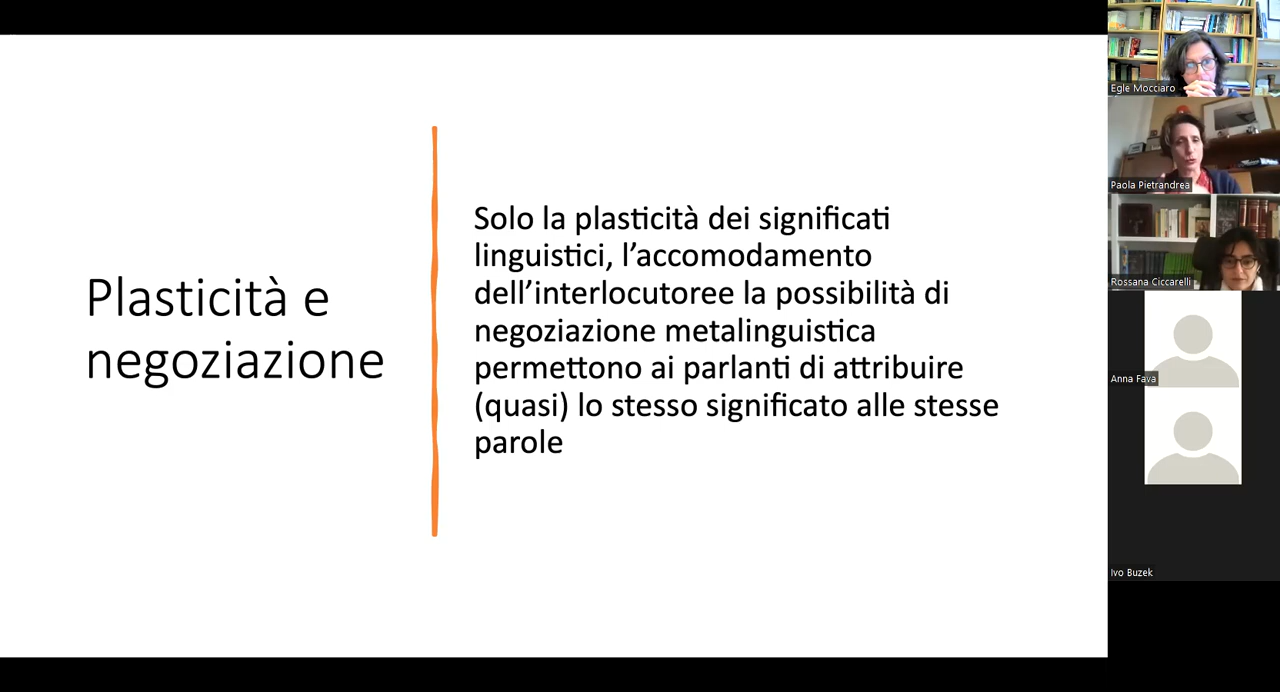 Plasticità e
negoziazione
Solo la plasticità dei significati
linguistici, l’accomodamento
dell’interlocutoree la possibilità di
negoziazione metalinguistica
permettono ai parlanti di attribuire
(quasi) lo stesso significato alle stesse
parole
Egle Mocciaro
Paola Pietrandrea
Rossana Ciccarelli
Anna Fava
Ivo Buzek